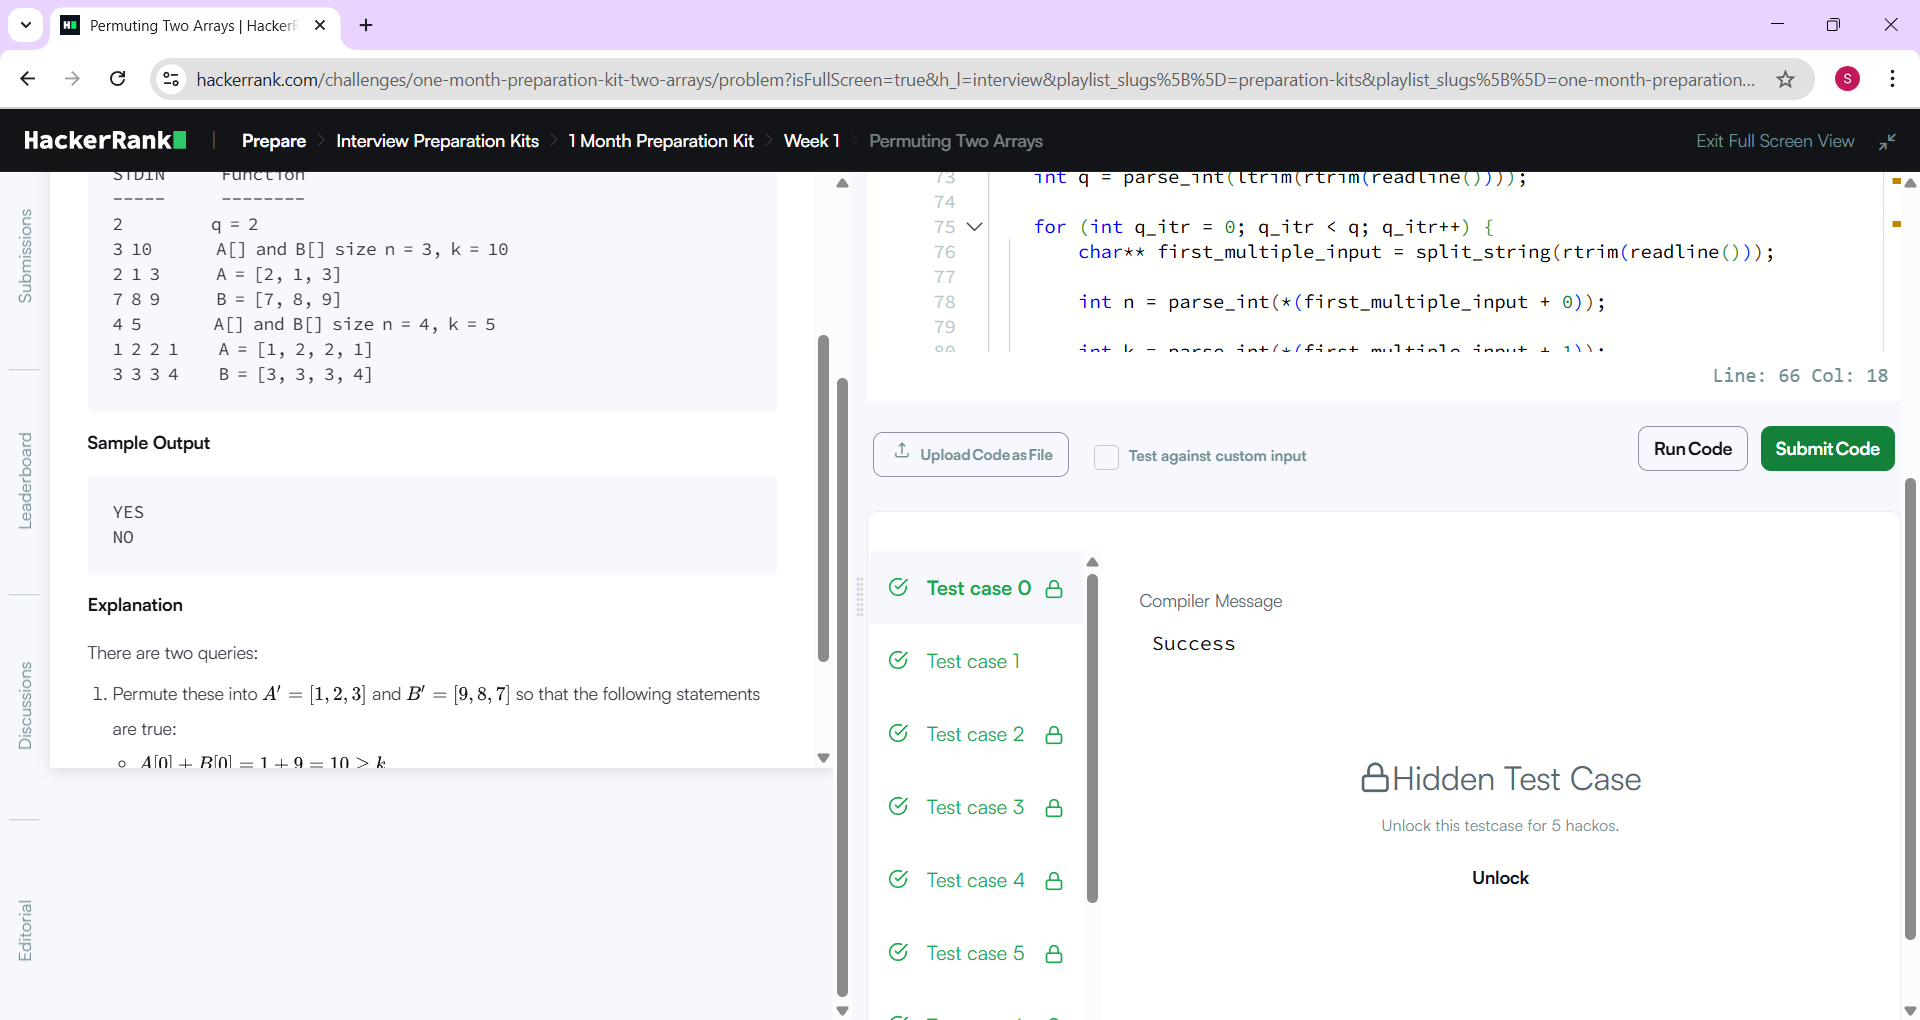 Permuting Two Arrays | HackerR
hackerrank.com/challenges/one-month-preparation-kit-two-arrays/problem?isFullScreen=true&h_l=interview&playlist_slugs%5B%5D=preparation-kits&playlist_slugs%5B%5D=one-month-preparation...
S
HackerRank
Prepare
Interview Preparation Kits
1 Month Preparation Kit
Week 1
Permuting Two Arrays
Exit Full Screen View
Submissions
Leaderboard
Discussions
Editorial
STDIN Function
----- --------
2 q = 2
3 10 A[] and B[] size n = 3, k = 10
2 1 3 A = [2, 1, 3]
7 8 9 B = [7, 8, 9]
4 5 A[] and B[] size n = 4, k = 5
1 2 2 1 A = [1, 2, 2, 1]
3 3 3 4 B = [3, 3, 3, 4]
Sample Output
YES
NO
Explanation
There are two queries:
1. Permute these into A′ = [1, 2, 3] and B′ = [9, 8, 7] so that the following statements
are true:
A[0] + B[0] = 1 + 9 = 10 ≥ k
73 int q = parse_int(ltrim(rtrim(readline())));
74
75 for (int q_itr = 0; q_itr < q; q_itr++) {
76 char** first_multiple_input = split_string(rtrim(readline()));
77
78 int n = parse_int(*(first_multiple_input + 0));
79
80 int k = parse_int(*(first_multiple_input + 1));
Line: 66 Col: 18
Upload Code as File
Test against custom input
Run Code
Submit Code
Test case 0
Test case 1
Test case 2
Test case 3
Test case 4
Test case 5
Compiler Message
Success
Hidden Test Case
Unlock this testcase for 5 hackos.
Unlock